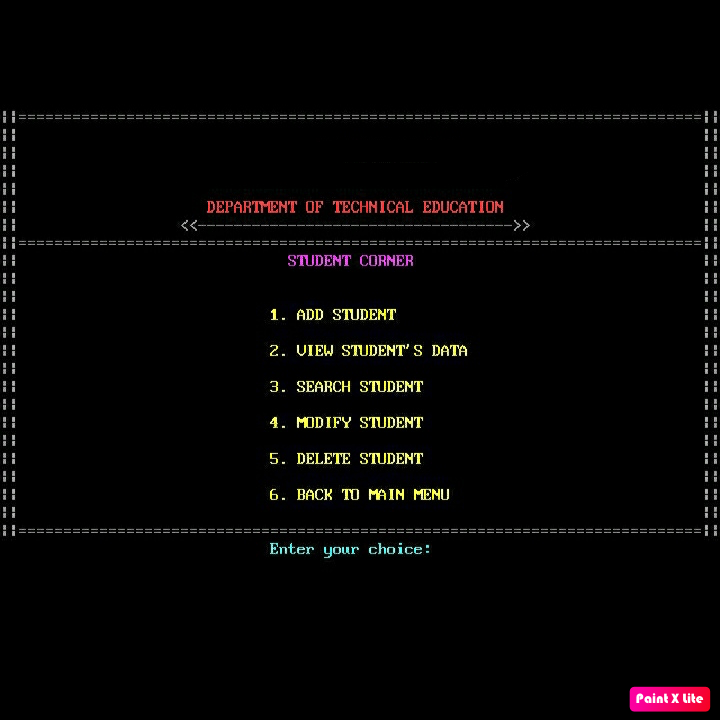 DEPARTMENT OF TECHNICAL EDUCATION
<<----------------------------------->>
STUDENT CORNER
1. ADD STUDENT
2. VIEW STUDENT'S DATA
3. SEARCH STUDENT
4. MODIFY STUDENT
5. DELETE STUDENT
6. BACK TO MAIN MENU
Enter your choice:
Paint X Lite